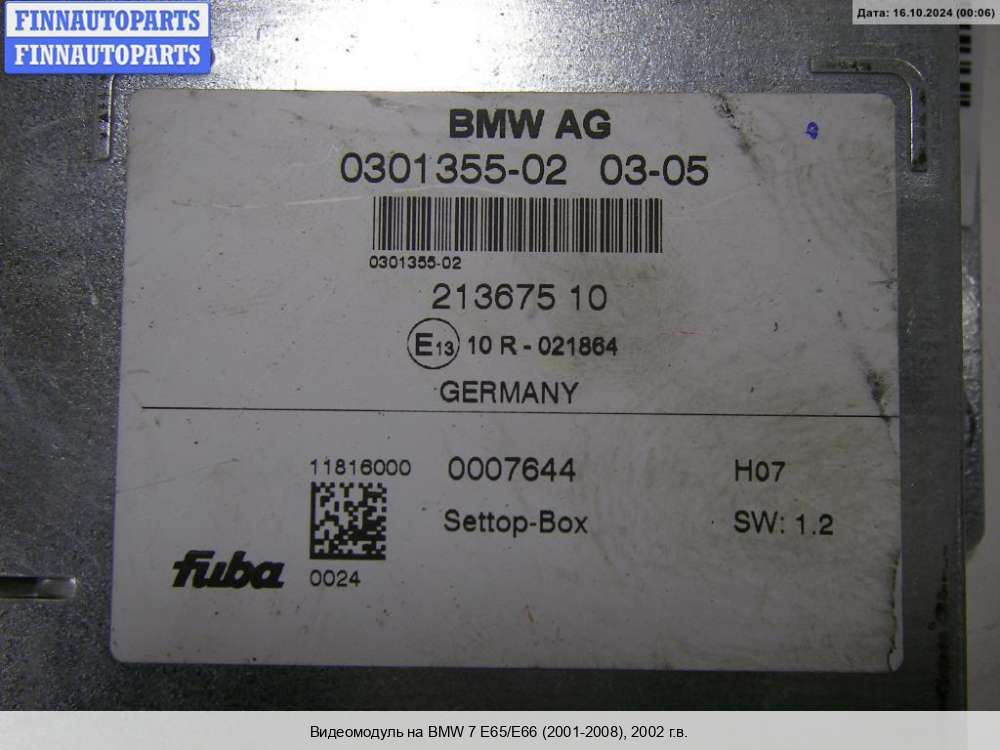 FINNAUTOPARTS
FINNAUTOPARTS
Дата: 16.10.2024 (00:06)
BMW AG
0301355-02 03-05
0301355-02
213675 10
E13 10 R - 021864
GERMANY
11816000 0007644 H07
Settop-Box SW: 1.2
fuba 0024
Видеомодуль на BMW 7 E65/E66 (2001-2008), 2002 г.в.